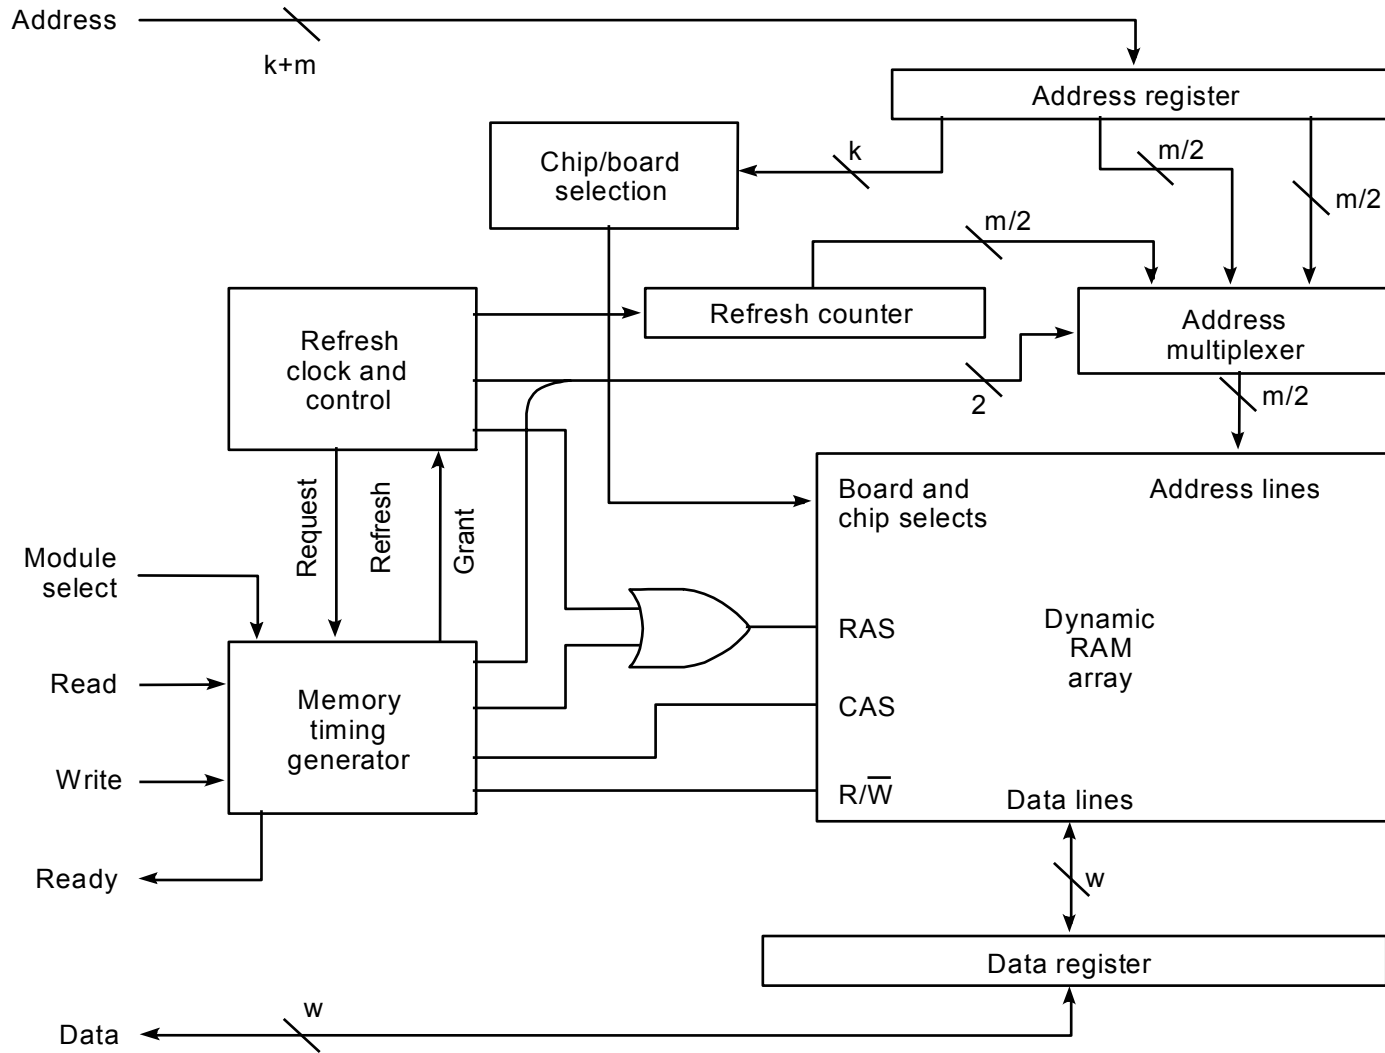 Address
k+m
Address register
Chip/board
selection
k
m/2
m/2
m/2
Refresh
clock and
control
Refresh counter
Address
multiplexer
2
m/2
Request
Refresh
Grant
Board and
chip selects
Address lines
Module
select
RAS
Dynamic
RAM
array
Read
Memory
timing
generator
CAS
Write
R/W̅
Data lines
Ready
w
Data register
w
Data